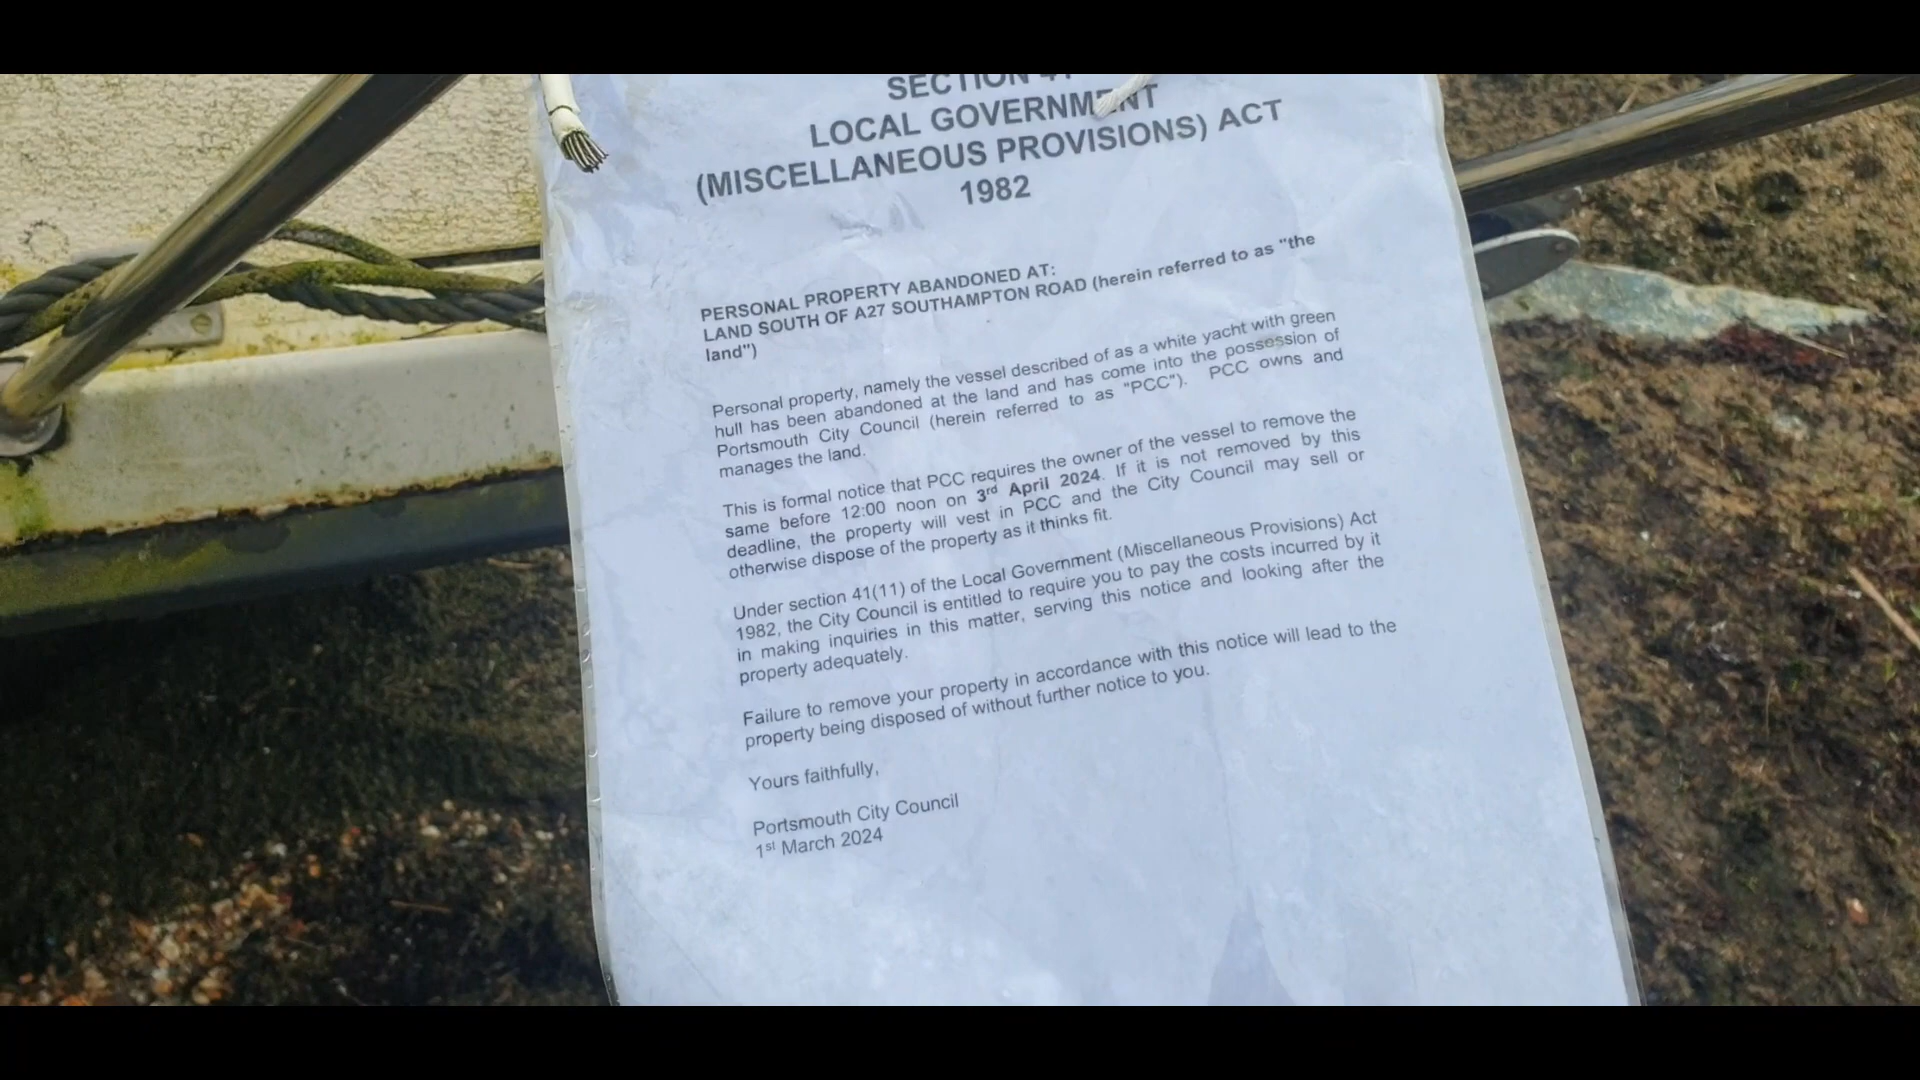 SECTION 41
LOCAL GOVERNMENT
(MISCELLANEOUS PROVISIONS) ACT
1982
PERSONAL PROPERTY ABANDONED AT:
LAND SOUTH OF A27 SOUTHAMPTON ROAD (herein referred to as "the
land")
Personal property, namely the vessel described of as a white yacht with green
hull has been abandoned at the land and has come into the possession of
Portsmouth City Council (herein referred to as "PCC"). PCC owns and
manages the land.
This is formal notice that PCC requires the owner of the vessel to remove the
same before 12:00 noon on 3rd April 2024. If it is not removed by this
deadline, the property will vest in PCC and the City Council may sell or
otherwise dispose of the property as it thinks fit.
Under section 41(11) of the Local Government (Miscellaneous Provisions) Act
1982, the City Council is entitled to require you to pay the costs incurred by it
in making inquiries in this matter, serving this notice and looking after the
property adequately.
Failure to remove your property in accordance with this notice will lead to the
property being disposed of without further notice to you.
Yours faithfully,
Portsmouth City Council
1st March 2024